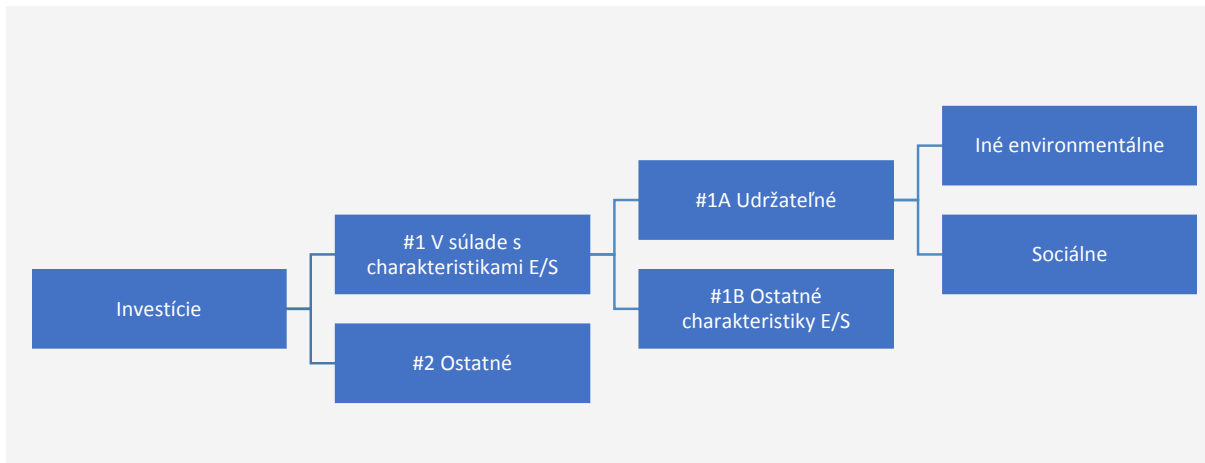 Investície
#1 V súlade s
charakteristikami E/S
#2 Ostatné
#1A Udržateľné
#1B Ostatné
charakteristiky E/S
Iné environmentálne
Sociálne